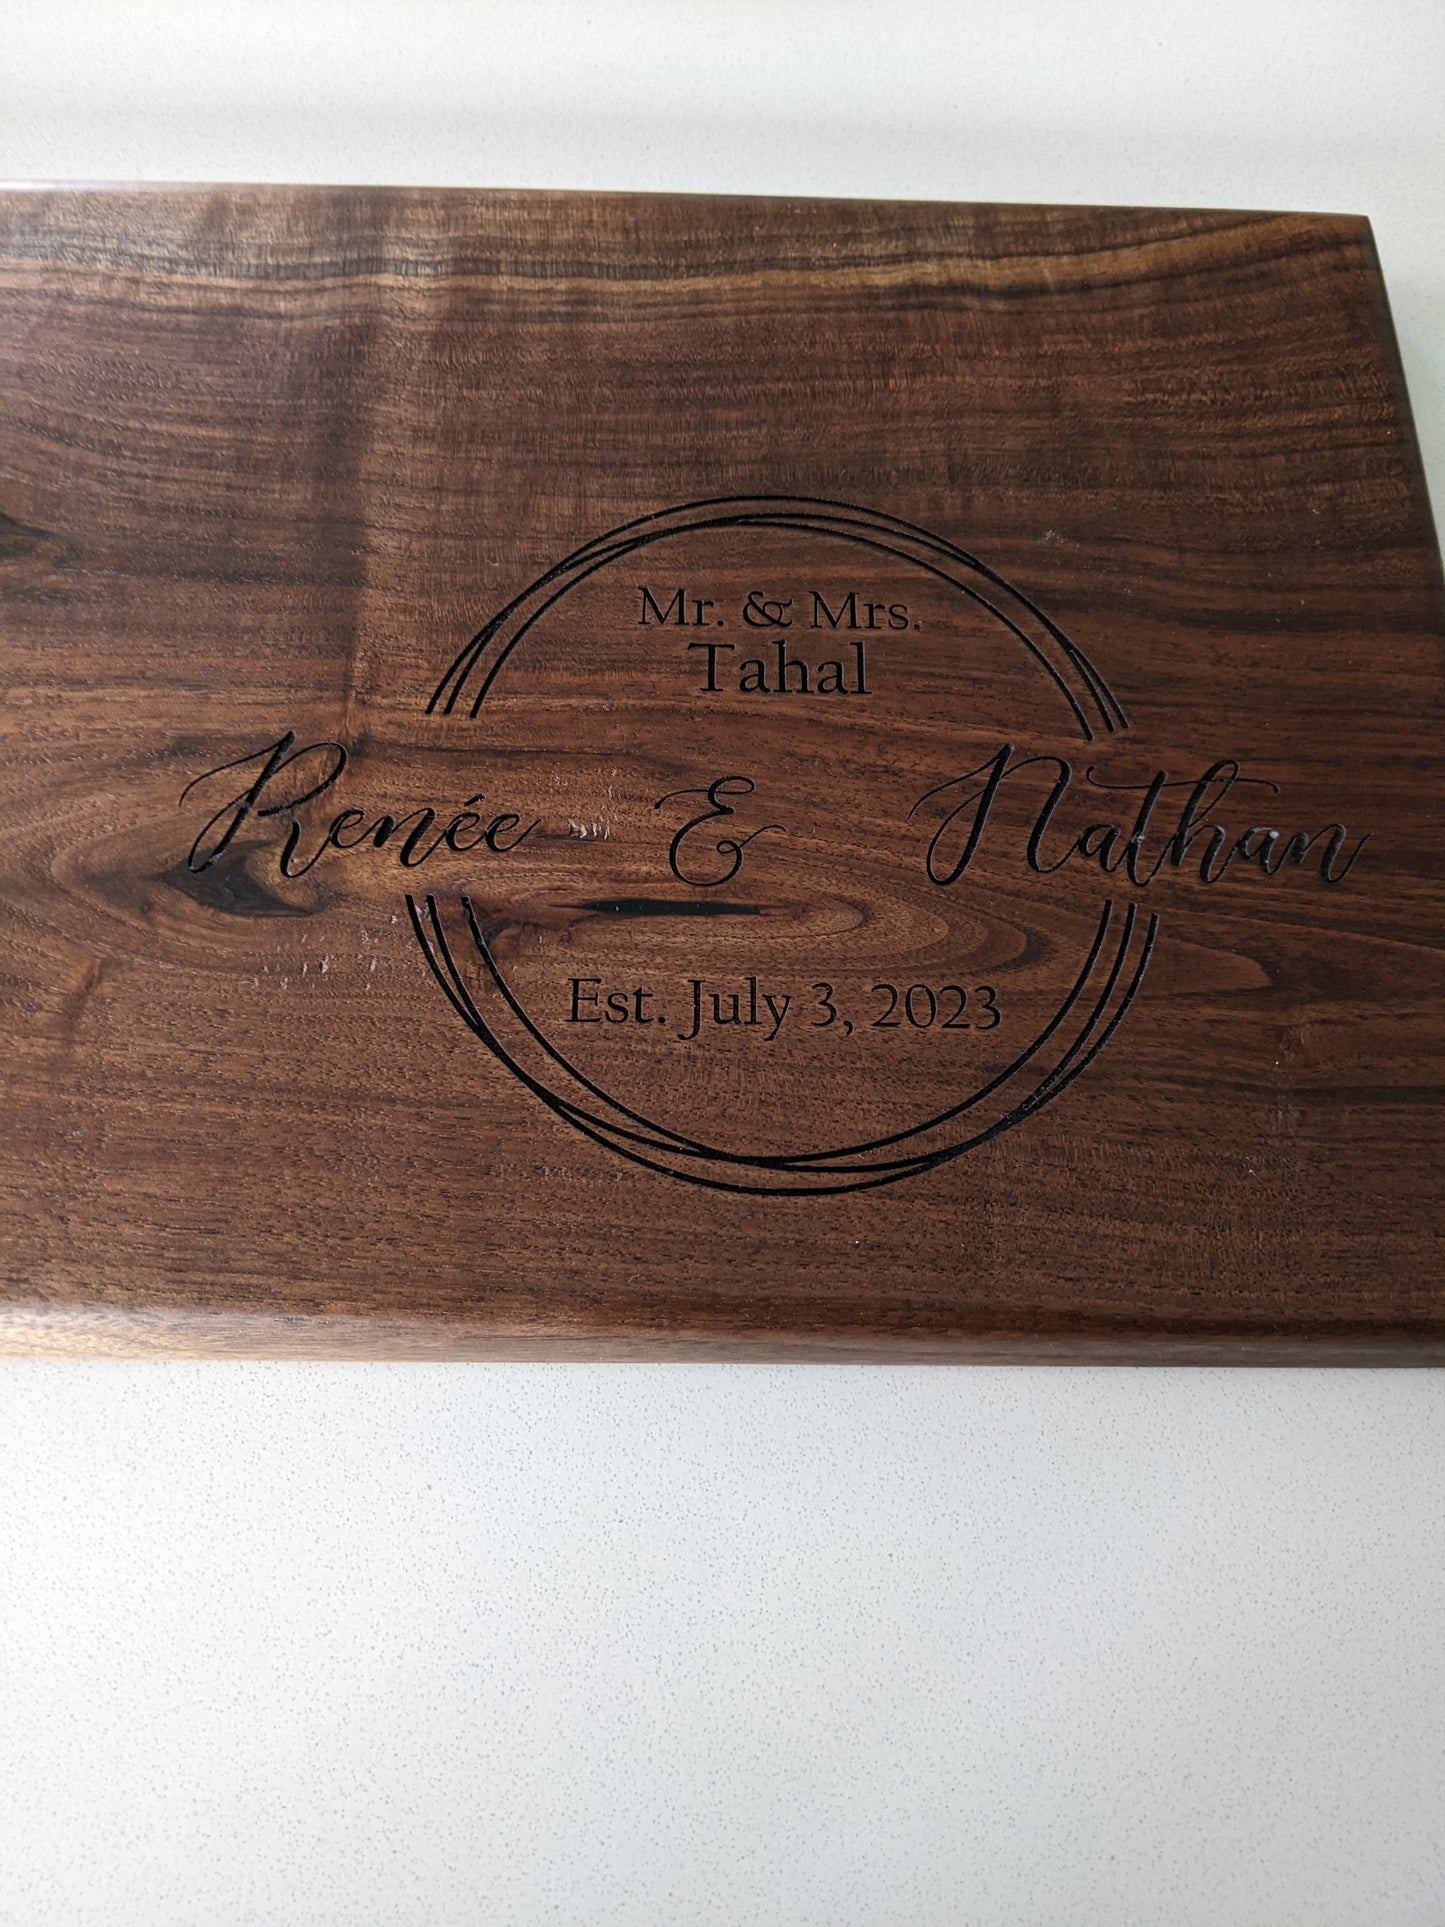 Mr. & Mrs.
Tahal
Renée & Nathan
Est. July 3, 2023